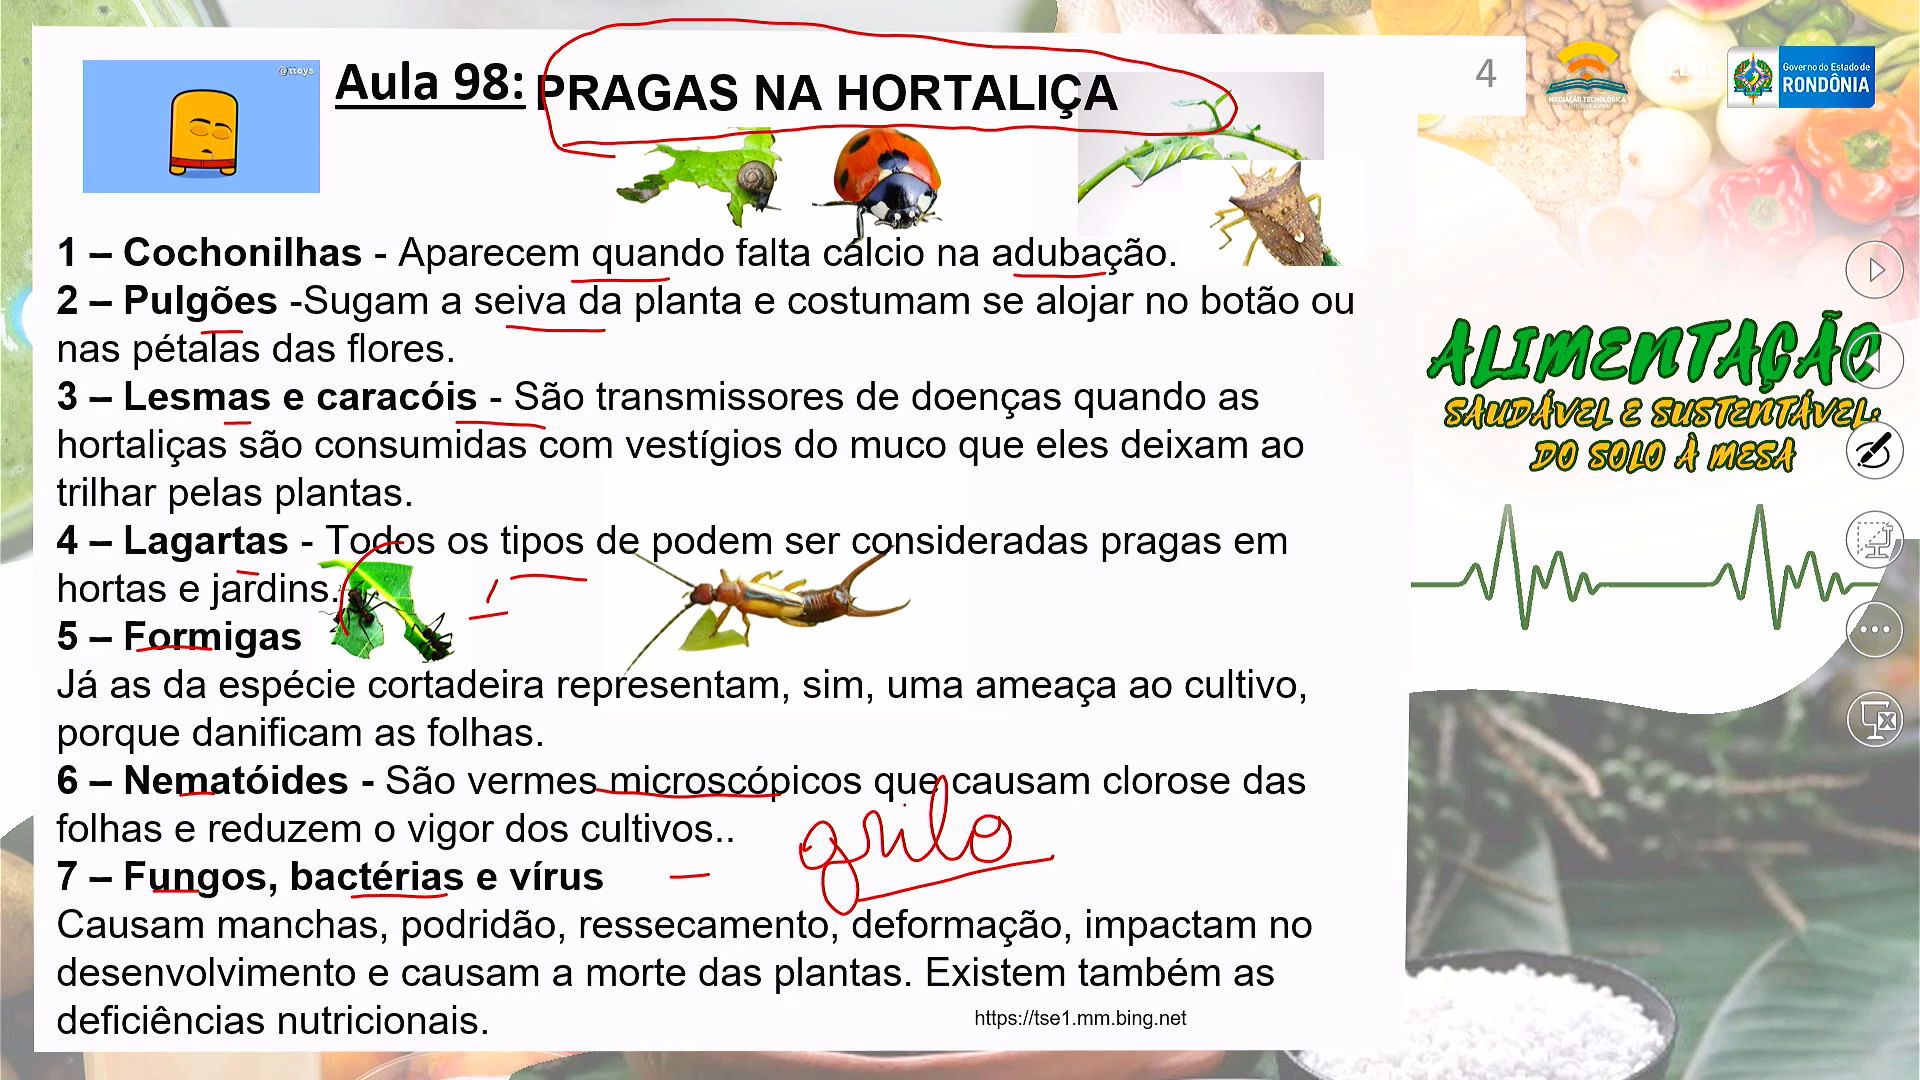 @ttoys
Aula 98: PRAGAS NA HORTALIÇA
4
MEDIAÇÃO TECNOLÓGICA
Governo do Estado de
RONDÔNIA
1 – Cochonilhas - Aparecem quando falta cálcio na adubação.
2 – Pulgões -Sugam a seiva da planta e costumam se alojar no botão ou
nas pétalas das flores.
3 – Lesmas e caracóis - São transmissores de doenças quando as
hortaliças são consumidas com vestígios do muco que eles deixam ao
trilhar pelas plantas.
4 – Lagartas - Todos os tipos de podem ser consideradas pragas em
hortas e jardins.
5 – Formigas
Já as da espécie cortadeira representam, sim, uma ameaça ao cultivo,
porque danificam as folhas.
6 – Nematóides - São vermes microscópicos que causam clorose das
folhas e reduzem o vigor dos cultivos..
grilo
7 – Fungos, bactérias e vírus
Causam manchas, podridão, ressecamento, deformação, impactam no
desenvolvimento e causam a morte das plantas. Existem também as
deficiências nutricionais.
https://tse1.mm.bing.net
ALIMENTAÇÃO
SAUDÁVEL E SUSTENTÁVEL:
DO SOLO À MESA